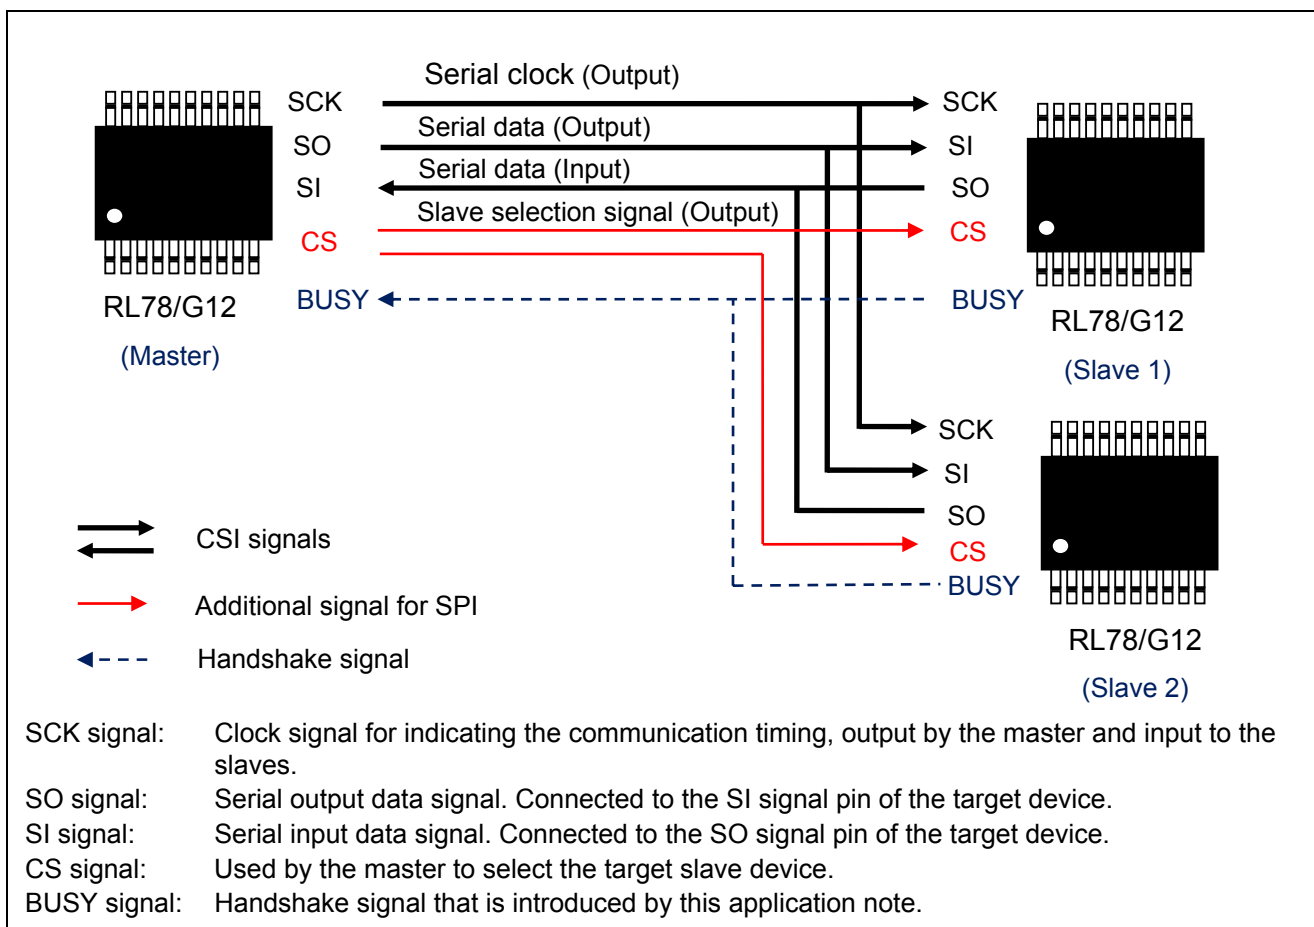 Serial clock (Output)
SCK
SCK
Serial data (Output)
SO
SI
Serial data (Input)
SI
SO
Slave selection signal (Output)
CS
CS
BUSY
BUSY
RL78/G12
(Master)
RL78/G12
(Slave 1)
SCK
SI
SO
CS
BUSY
RL78/G12
(Slave 2)
CSI signals
Additional signal for SPI
Handshake signal
SCK signal: Clock signal for indicating the communication timing, output by the master and input to the
slaves.
SO signal: Serial output data signal. Connected to the SI signal pin of the target device.
SI signal: Serial input data signal. Connected to the SO signal pin of the target device.
CS signal: Used by the master to select the target slave device.
BUSY signal: Handshake signal that is introduced by this application note.